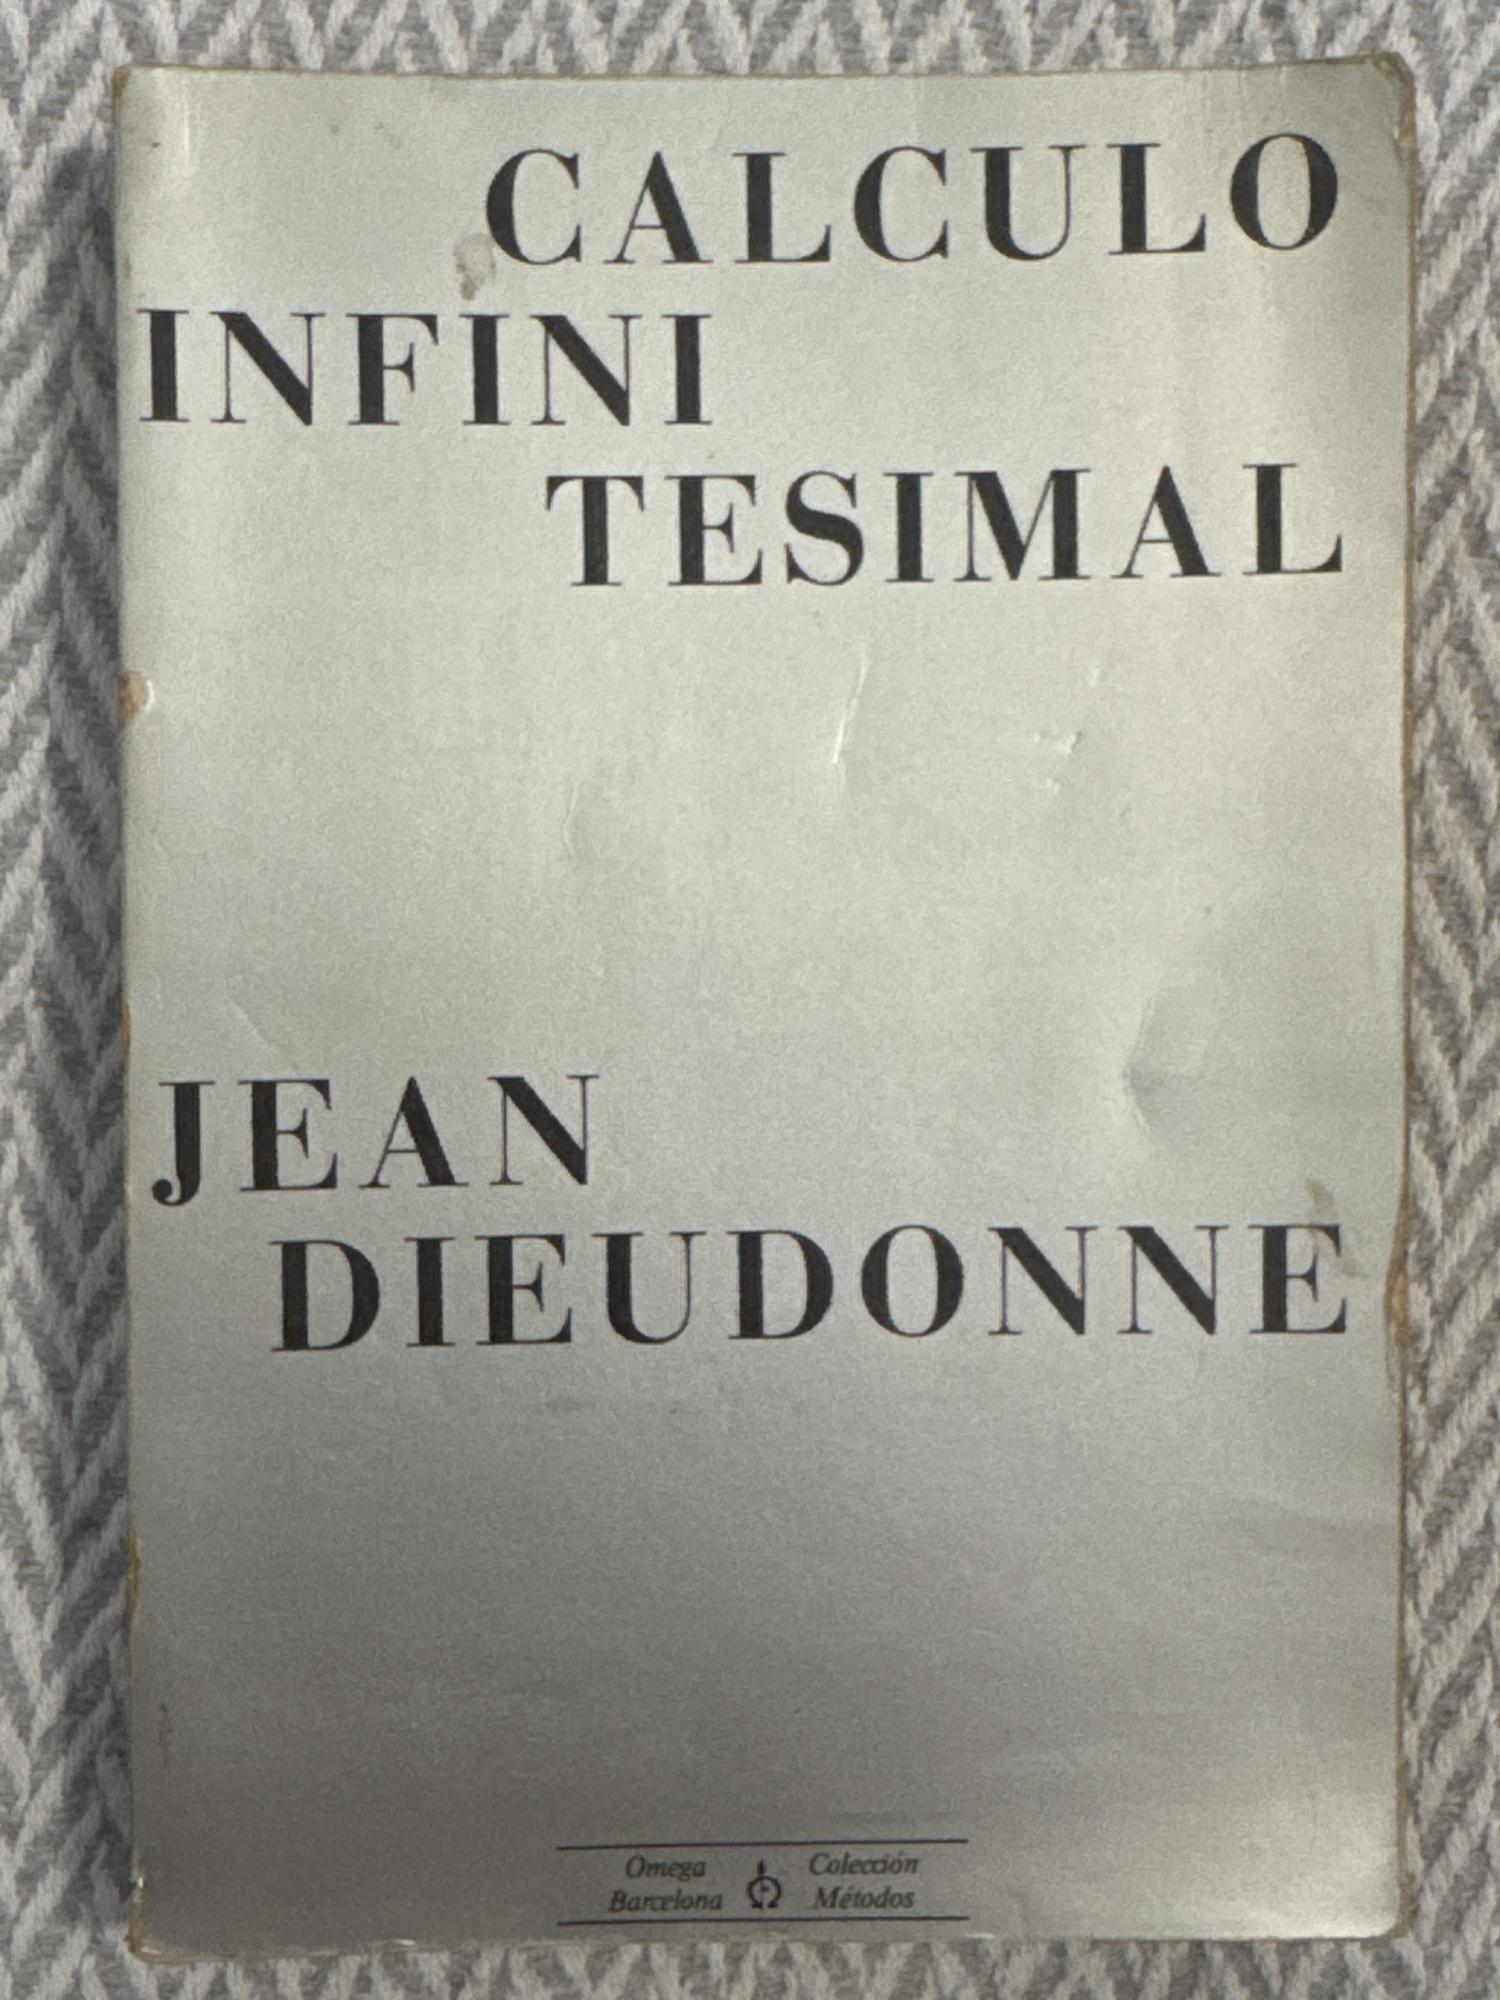 CALCULO
INFINI
TESIMAL
JEAN
DIEUDONNE
Omega
Barcelona
Colección
Métodos